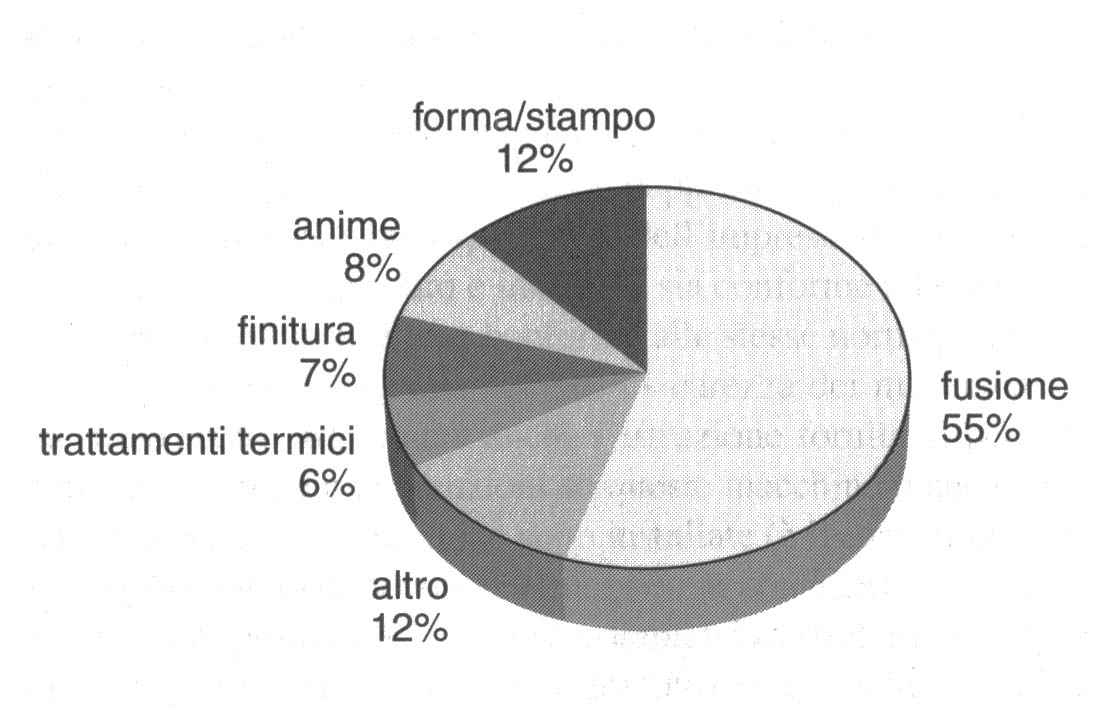 forma/stampo
12%
anime
8%
finitura
7%
trattamenti termici
6%
altro
12%
fusione
55%